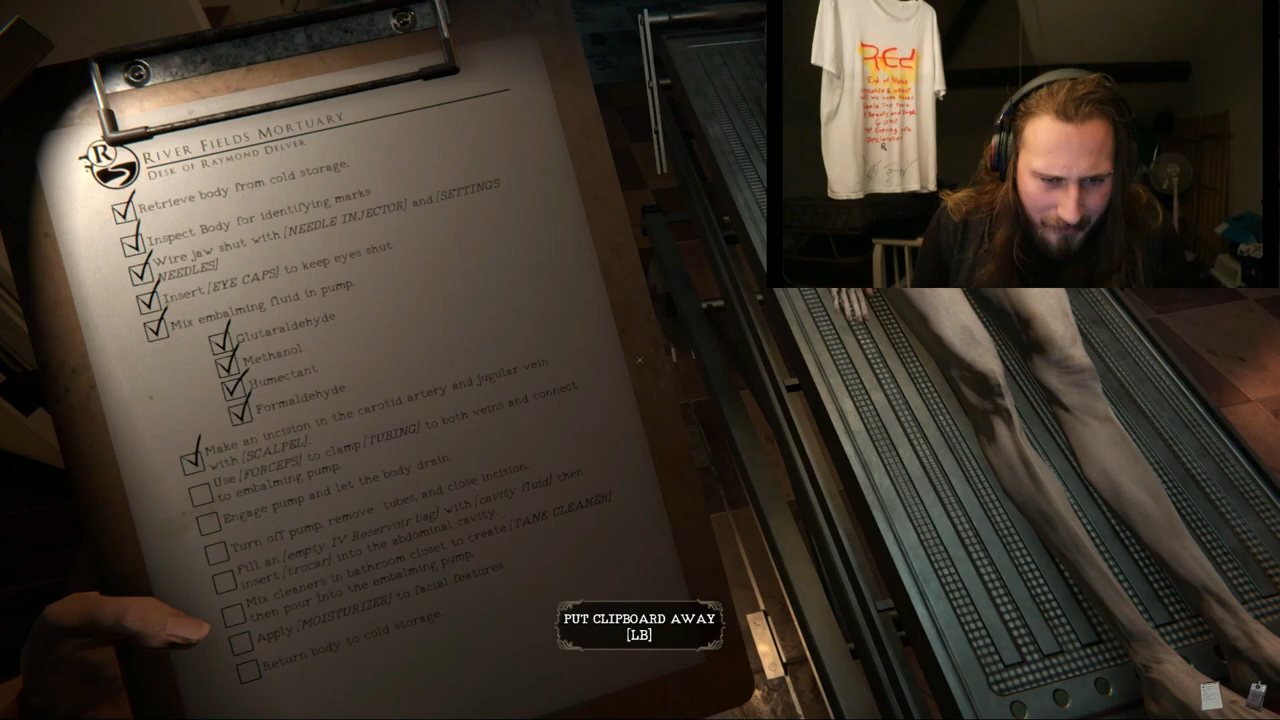 RIVER FIELDS MORTUARY
DESK OF RAYMOND DELVER
Retrieve body from cold storage.
Inspect Body for identifying marks
Wire jaw shut with [NEEDLE INJECTOR] and [SETTINGS
NEEDLES]
Insert [EYE CAPS] to keep eyes shut
Mix embalming fluid in pump.
Glutaraldehyde
Methanol
Humectant
Formaldehyde
Make an incision in the carotid artery and jugular vein
with [SCALPEL].
Use [FORCEPS] to clamp [TUBING] to both veins and connect
to embalming pump.
Engage pump and let the body drain.
Turn off pump, remove tubes, and close incision.
Fill an [empty IV Reservoir bag] with [cavity fluid] then
insert [trocar] into the abdominal cavity.
Mix cleaners in bathroom closet to create [TANK CLEANER]
then pour into the embalming pump.
Apply [MOISTURIZER] to facial features
Return body to cold storage.
PUT CLIPBOARD AWAY
[LB]
REd
End of
GONE
R